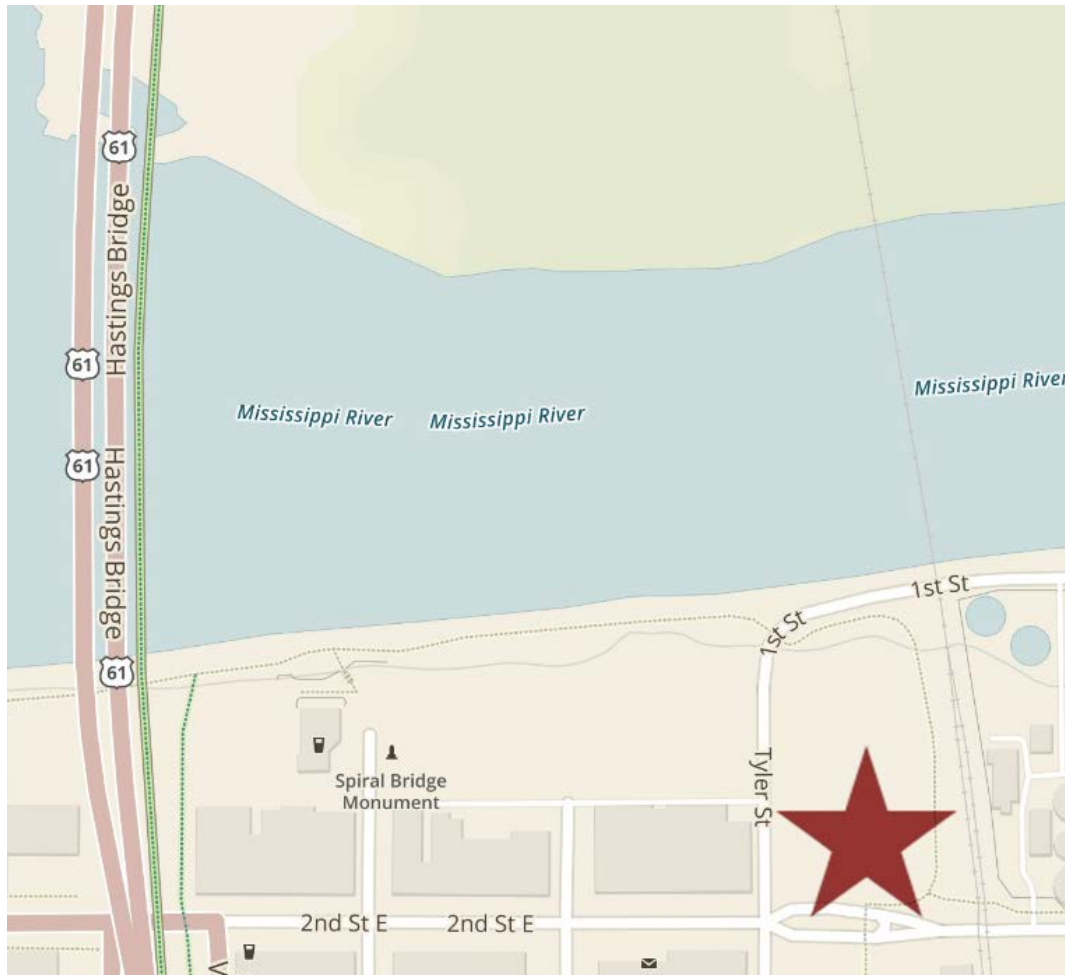 61
Hastings Bridge
61
Mississippi River
Mississippi River
Mississippi River
61
Hastings Bridge
1st St
1st St
61
Tyler St
Spiral Bridge
Monument
2nd St E
2nd St E